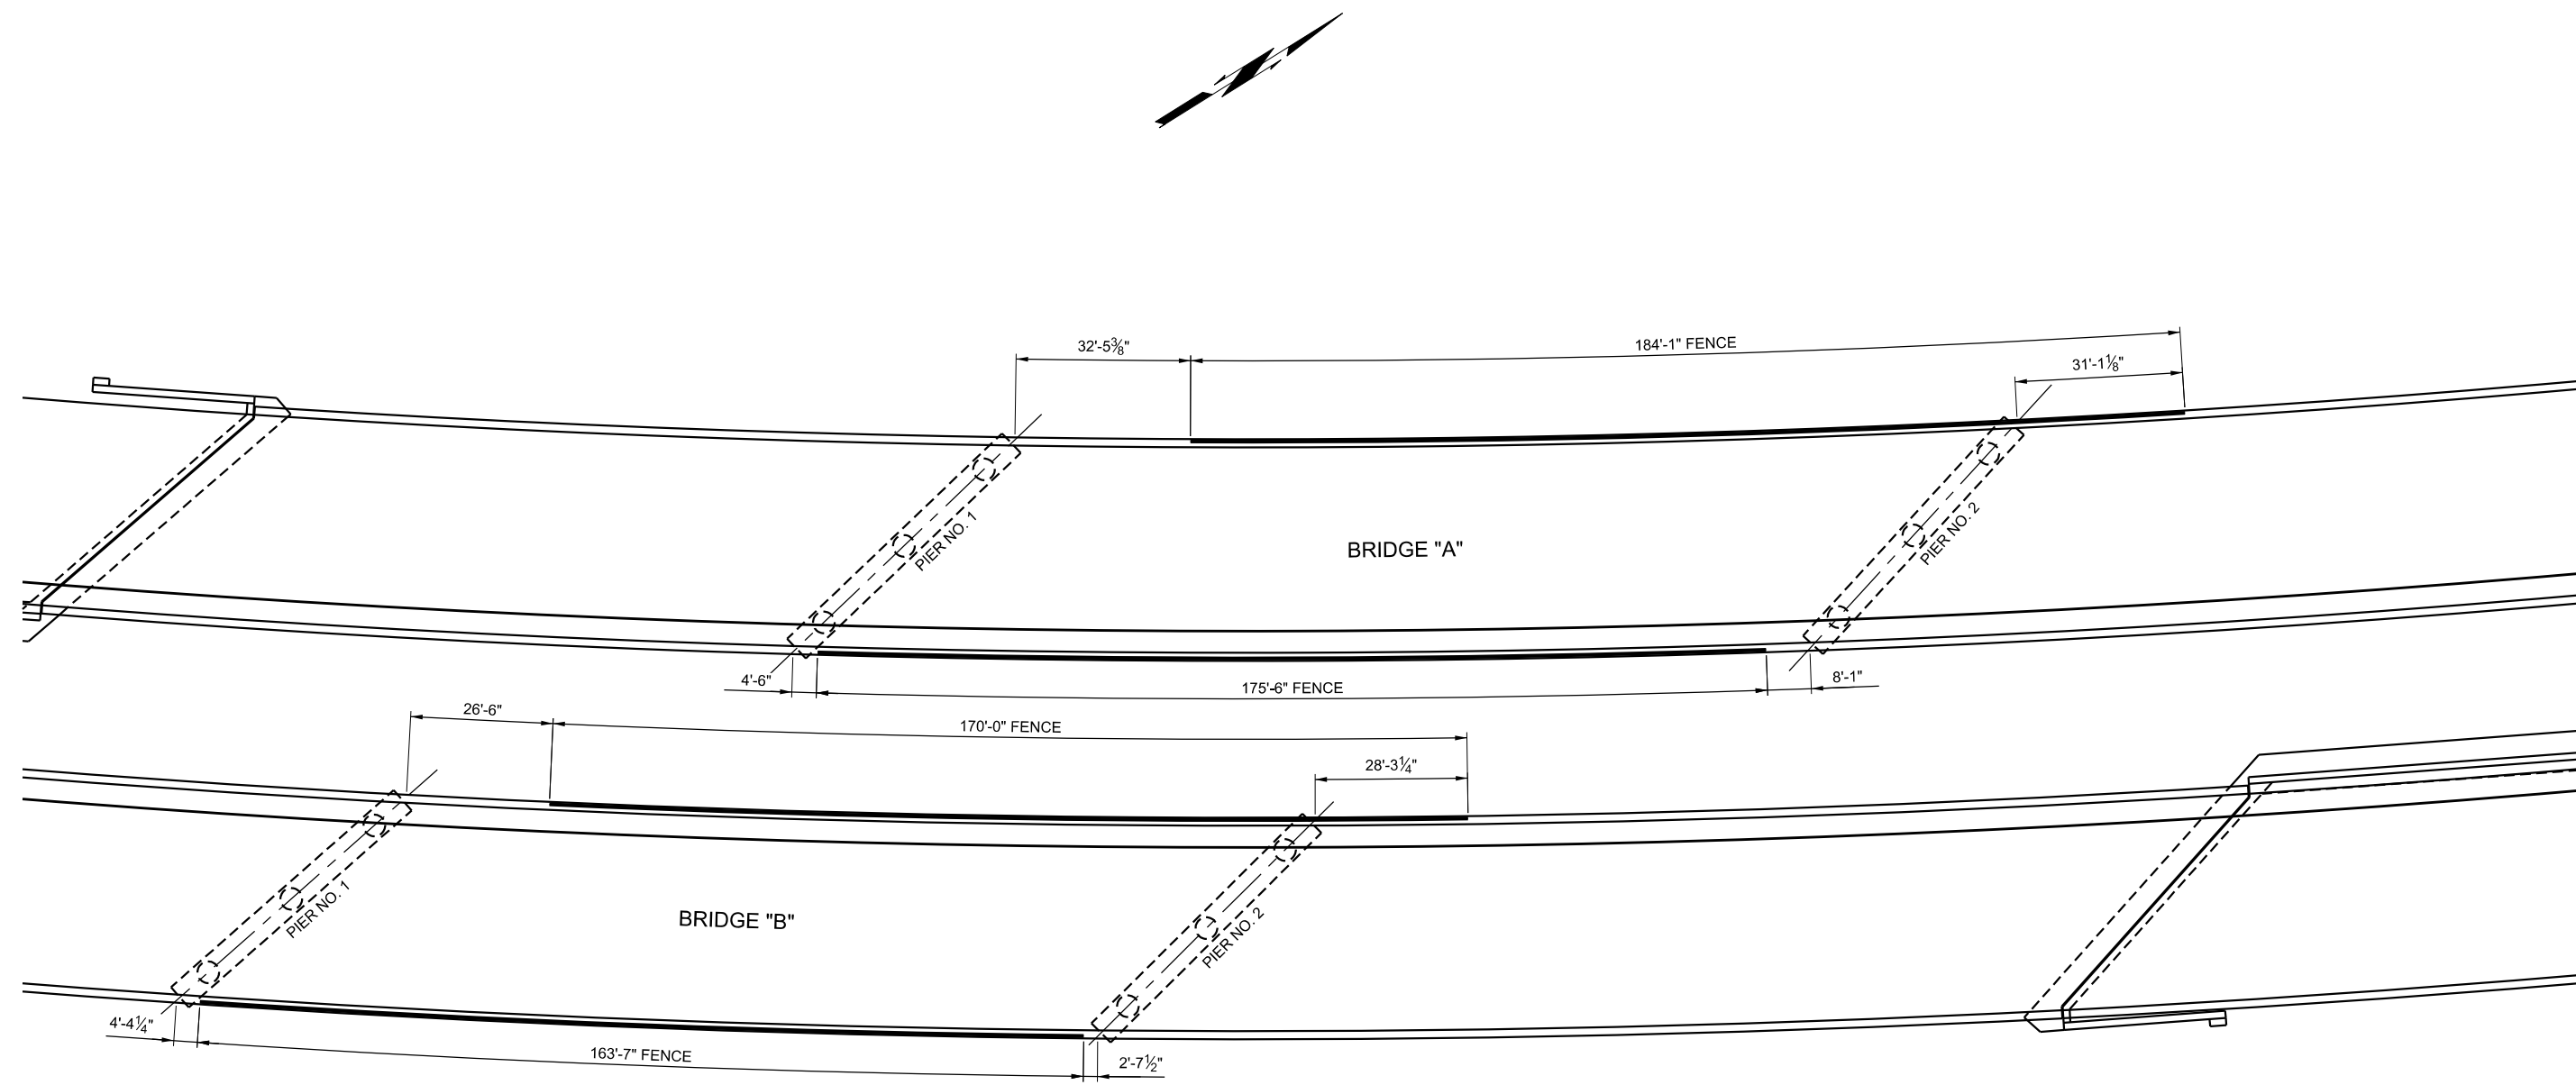 184'-1" FENCE
32'-5⅜"
31'-1⅛"
PIER NO. 1
PIER NO. 2
BRIDGE "A"
4'-6"
175'-6" FENCE
8'-1"
26'-6"
170'-0" FENCE
28'-3¼"
PIER NO. 1
BRIDGE "B"
PIER NO. 2
4'-4¼"
163'-7" FENCE
2'-7½"